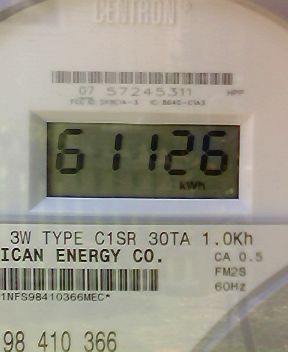 CENTRON
07 57245311 HPF
61126
kWh
3W TYPE C1SR 30TA 1.0Kh
ICAN ENERGY CO. CA 0.5
FM2S
1NFS98410366MEC* 60Hz
98 410 366